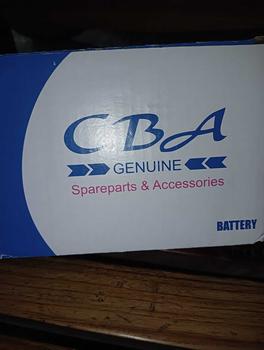 CBA
GENUINE
Spareparts & Accessories
BATTERY